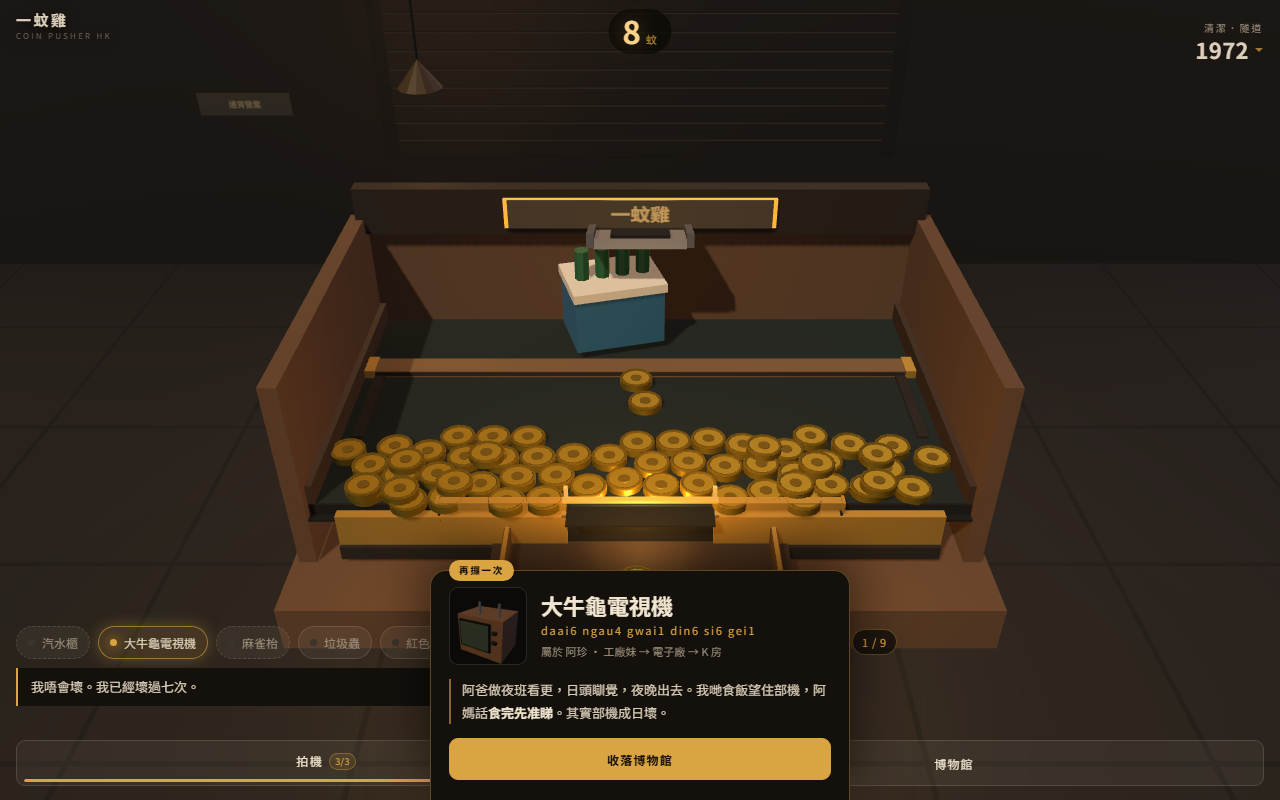 一蚊雞
COIN PUSHER HK
8 蚊
清潔・隧道
1972
一蚊雞
再撳一次
大牛龜電視機
daai6 ngau4 gwai1 din6 si6 gei1
屬於 阿珍 · 工廠妹→電子廠→K房
汽水櫃
大牛龜電視機
麻雀枱
垃圾蟲
紅色
1 / 9
我唔會壞。我已經壞過七次。
阿爸做夜班看更，日頭瞓覺，夜晚出去。我哋食飯望住部機，阿
媽話食完先准睇。其實部機成日壞。
收落博物館
拍機 3/3
博物館